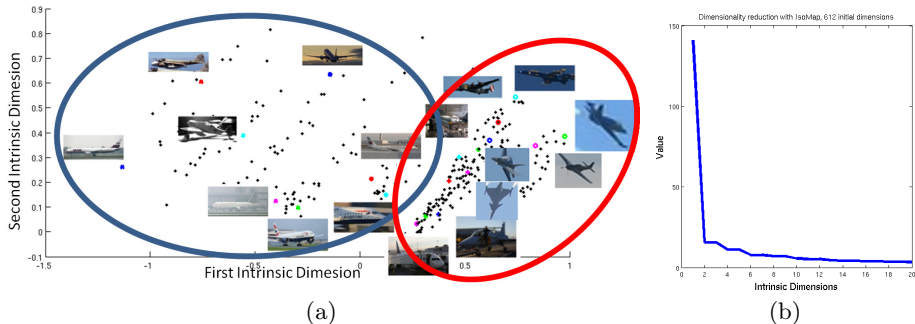 Second Intrinsic Dimesion
0.9
0.8
0.7
0.6
0.5
0.4
0.3
0.2
0.1
0
-0.1
-1.5
-1
-0.5
0
0.5
1
First Intrinsic Dimesion
(a)
Dimensionality reduction with IsoMap, 612 initial dimensions
Value
150
100
50
0
0 2 4 6 8 10 12 14 16 18 20
Intrinsic Dimensions
(b)